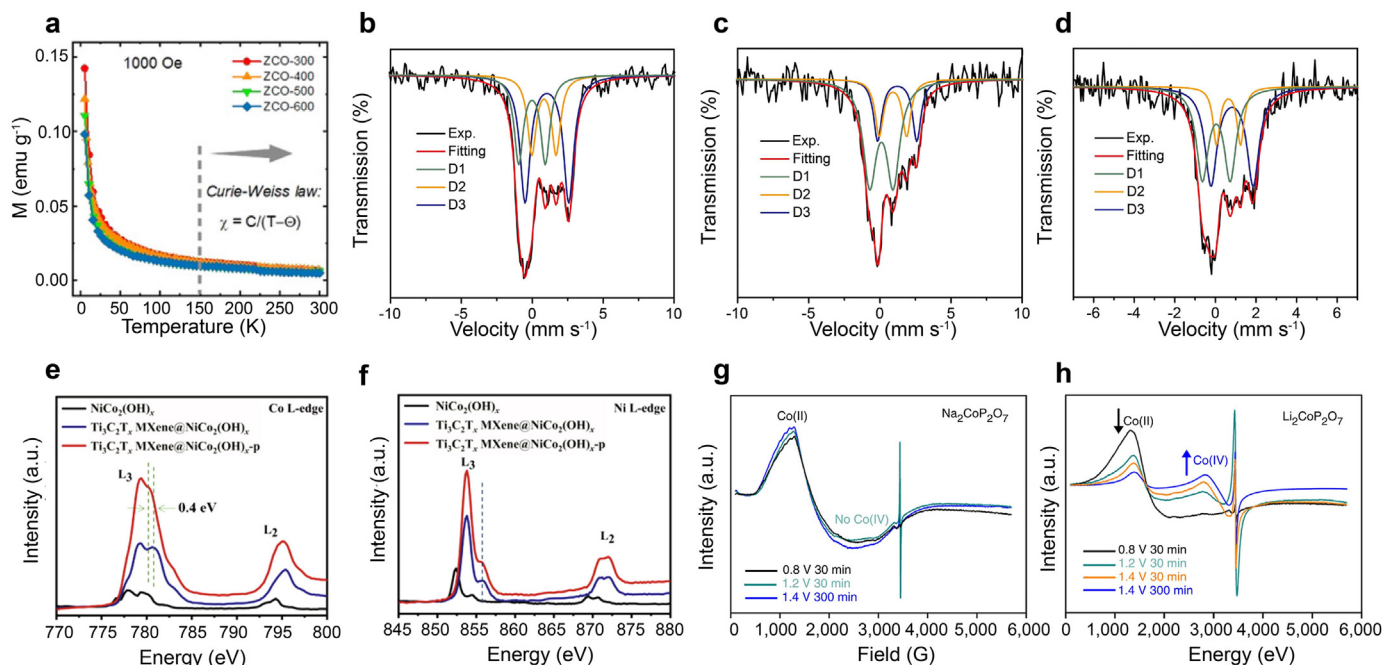 a
1000 Oe
ZCO-300
ZCO-400
ZCO-500
ZCO-600
Curie-Weiss law:
χ = C/(T−Θ)
M (emu g⁻¹)
0.15
0.10
0.05
0.00
0 50 100 150 200 250 300
Temperature (K)
b
Transmission (%)
Exp.
Fitting
D1
D2
D3
-10 -5 0 5 10
Velocity (mm s⁻¹)
c
Transmission (%)
Exp.
Fitting
D1
D2
D3
-10 -5 0 5 10
Velocity (mm s⁻¹)
d
Transmission (%)
Exp.
Fitting
D1
D2
D3
-6 -4 -2 0 2 4 6
Velocity (mm s⁻¹)
e
NiCo₂(OH)ₓ
Co L-edge
Ti₃C₂Tₓ MXene@NiCo₂(OH)ₓ
Ti₃C₂Tₓ MXene@NiCo₂(OH)ₓ-p
L₃
0.4 eV
L₂
Intensity (a.u.)
770 775 780 785 790 795 800
Energy (eV)
f
NiCo₂(OH)ₓ
Ni L-edge
Ti₃C₂Tₓ MXene@NiCo₂(OH)ₓ
Ti₃C₂Tₓ MXene@NiCo₂(OH)ₓ-p
L₃
L₂
Intensity (a.u.)
845 850 855 860 865 870 875 880
Energy (eV)
g
Co(II)
Na₂CoP₂O₇
No Co(IV)
0.8 V 30 min
1.2 V 30 min
1.4 V 300 min
Intensity (a.u.)
0 1,000 2,000 3,000 4,000 5,000 6,000
Field (G)
h
Co(II)
Li₂CoP₂O₇
Co(IV)
0.8 V 30 min
1.2 V 30 min
1.4 V 30 min
1.4 V 300 min
Intensity (a.u.)
0 1,000 2,000 3,000 4,000 5,000 6,000
Energy (eV)